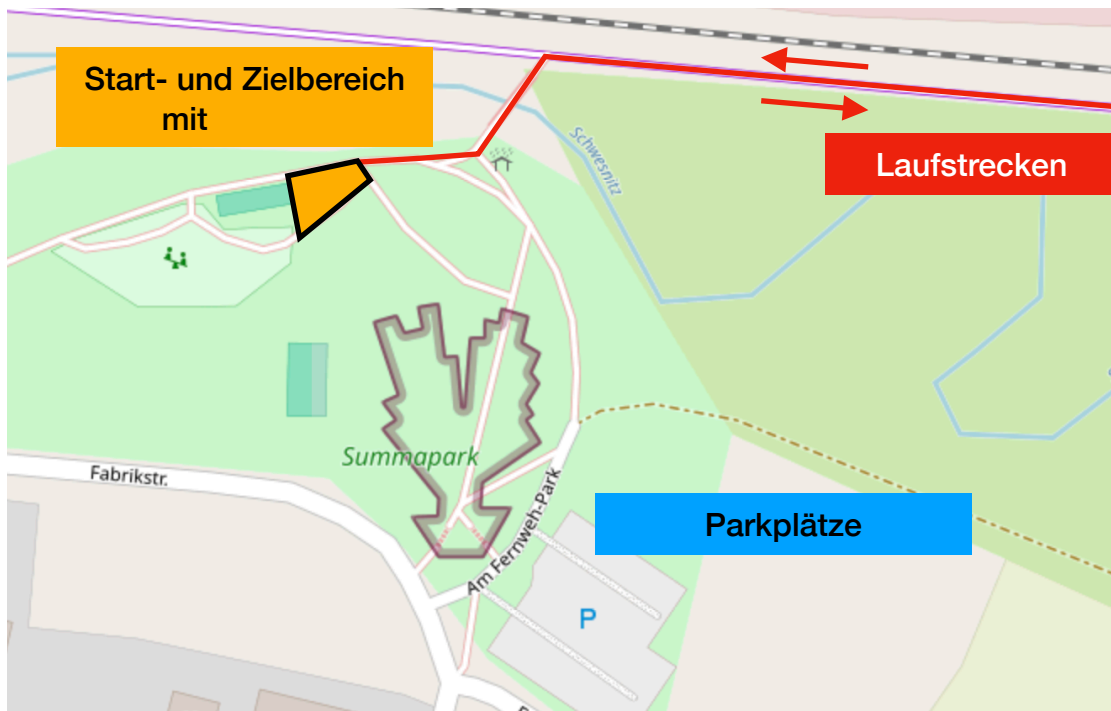 Start- und Zielbereich
mit
Laufstrecken
Schwesnitz
Summapark
Fabrikstr.
Am Fernweh-Park
Parkplätze
P